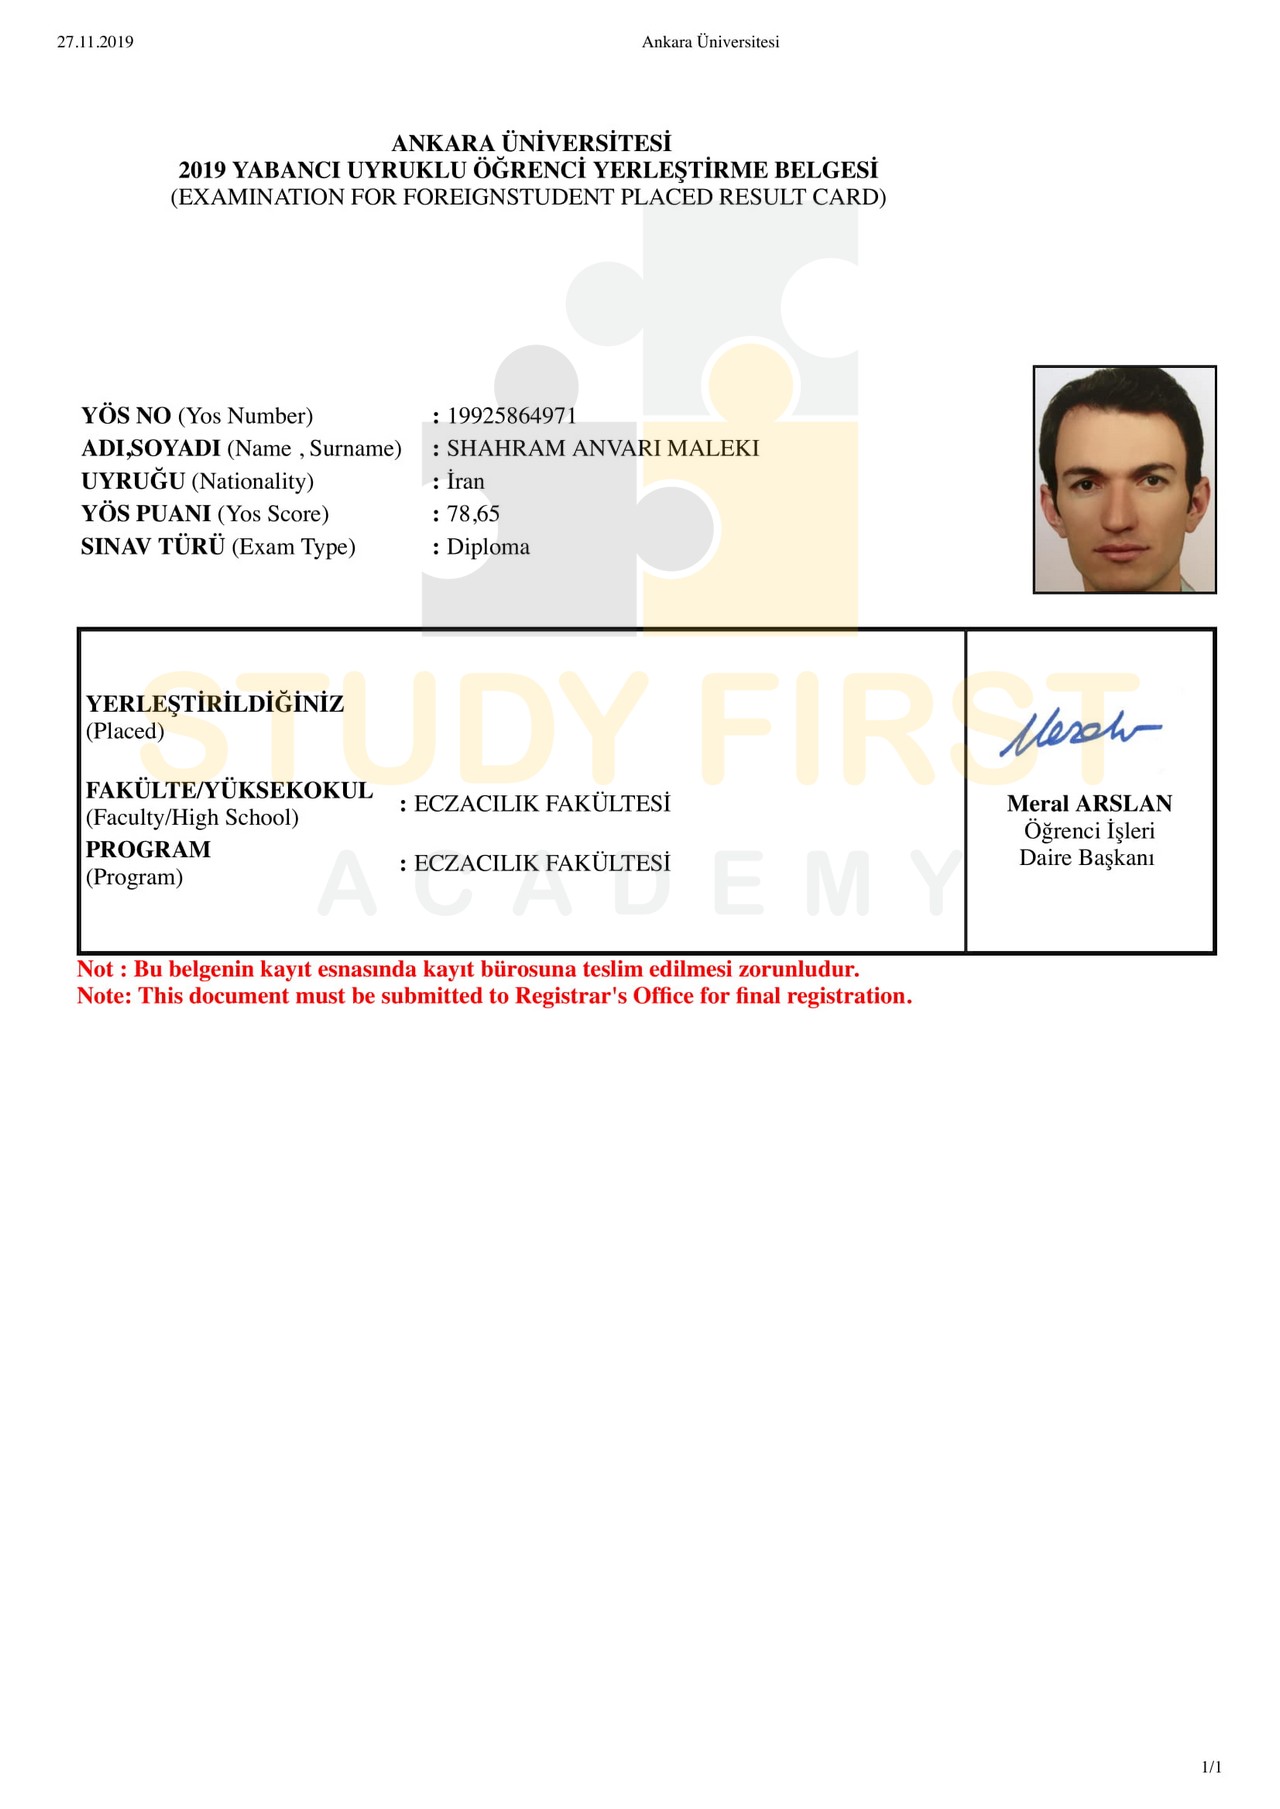 27.11.2019 Ankara Üniversitesi
ANKARA ÜNİVERSİTESİ
2019 YABANCI UYRUKLU ÖĞRENCİ YERLEŞTİRME BELGESİ
(EXAMINATION FOR FOREIGNSTUDENT PLACED RESULT CARD)
YÖS NO (Yos Number) : 19925864971
ADI,SOYADI (Name , Surname) : SHAHRAM ANVARI MALEKI
UYRUĞU (Nationality) : İran
YÖS PUANI (Yos Score) : 78,65
SINAV TÜRÜ (Exam Type) : Diploma
STUDY FIRST
ACADEMY
YERLEŞTİRİLDİĞİNİZ
(Placed)
FAKÜLTE/YÜKSEKOKUL
(Faculty/High School)
: ECZACILIK FAKÜLTESİ
PROGRAM
(Program)
: ECZACILIK FAKÜLTESİ
Meral ARSLAN
Öğrenci İşleri
Daire Başkanı
Not : Bu belgenin kayıt esnasında kayıt bürosuna teslim edilmesi zorunludur.
Note: This document must be submitted to Registrar's Office for final registration.
1/1